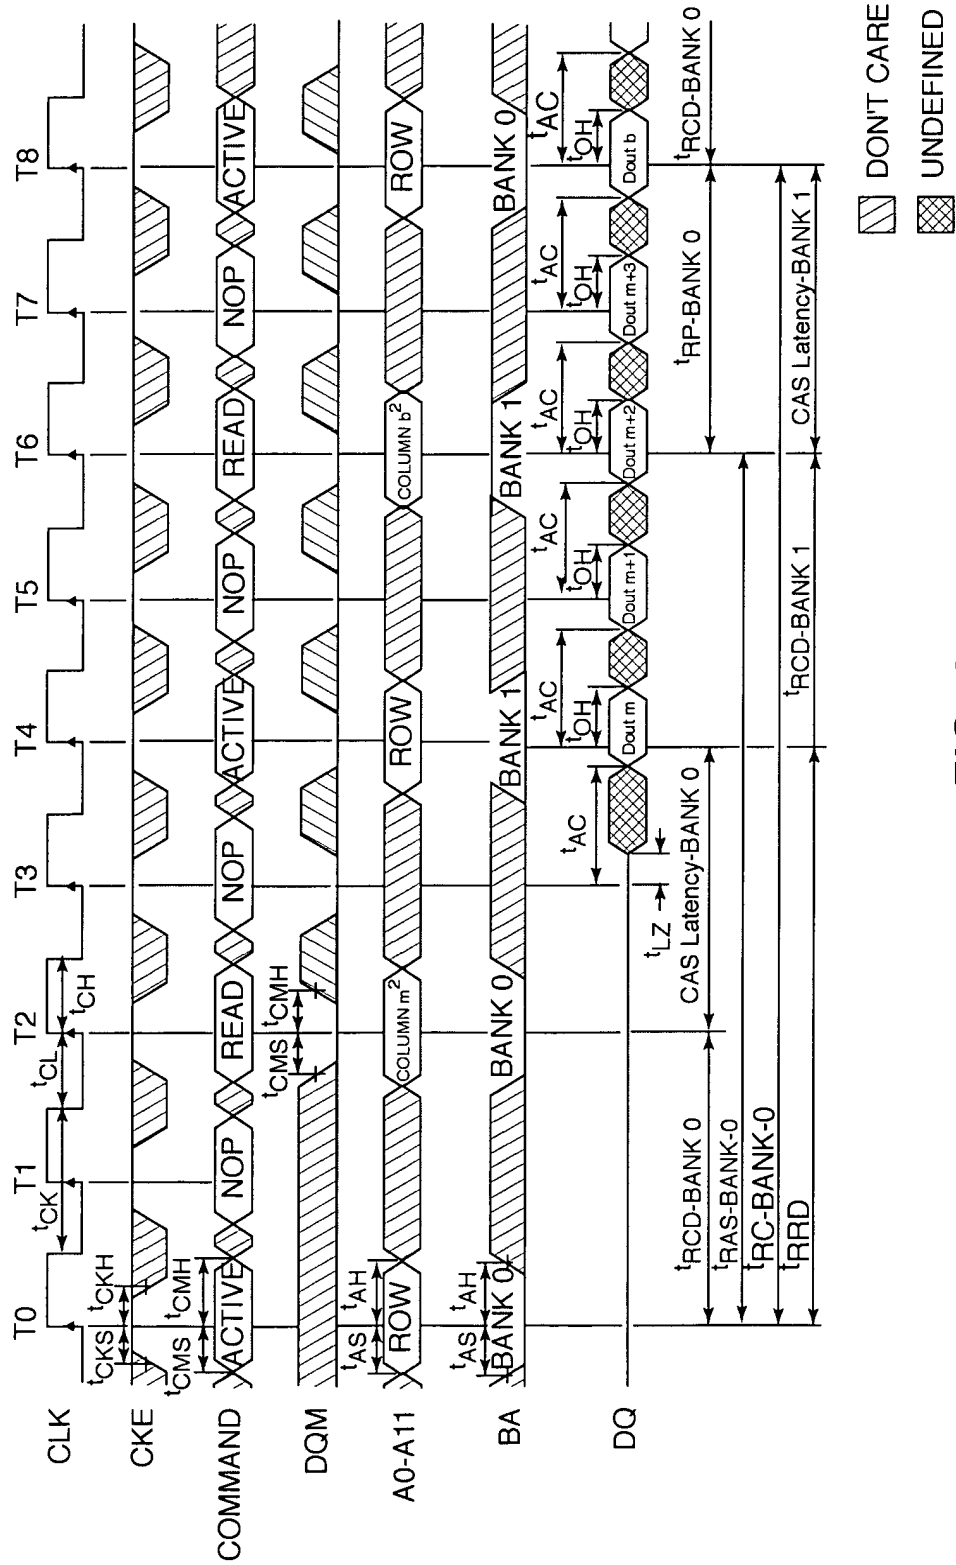 T0 T1 T2 T3 T4 T5 T6 T7 T8
CLK
tCK tCL tCH
CKE
tCKS tCKH
COMMAND
tCMS tCMH
ACTIVE NOP READ NOP ACTIVE NOP READ NOP ACTIVE
DQM
tCMS tCMH
A0-A11
tAS tAH
ROW COLUMN m² ROW COLUMN b² ROW
BA
tAS tAH
BANK 0 BANK 0 BANK 1 BANK 1 BANK 0
tAC tAC tAC tAC tAC tAC
tOH tOH tOH tOH tOH
DQ
Dout m Dout m+1 Dout m+2 Dout m+3 Dout b
tLZ
tRCD-BANK 0 CAS Latency-BANK 0 tRP-BANK 0 tRCD-BANK 0
tRAS-BANK-0
tRC-BANK-0
tRRD tRCD-BANK 1 CAS Latency-BANK 1
DON'T CARE
UNDEFINED